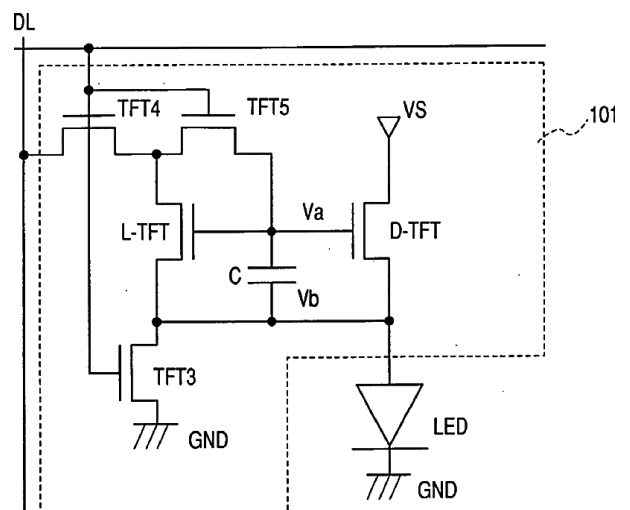 DL
TFT4
TFT5
VS
101
L-TFT
Va
D-TFT
C
Vb
TFT3
GND
LED
GND